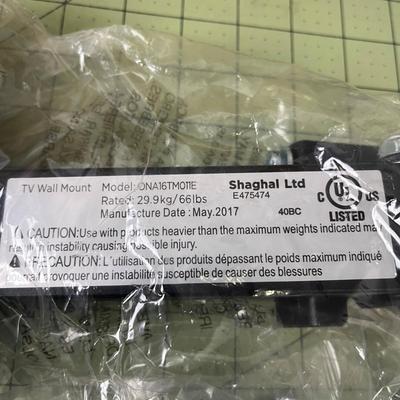 TV Wall Mount Model: ONA16TM011E
Rated: 29.9kg/66lbs
Manufacture Date : May.2017
Shaghal Ltd
E475474
40BC
C UL US
LISTED
Use with products heavier than the maximum weights indicated may
result in instability causing possible injury.
PRECAUTION: L'utilisation des produits dépassant le poids maximum indiqué
provoquer une instabilité susceptible de causer des blessures